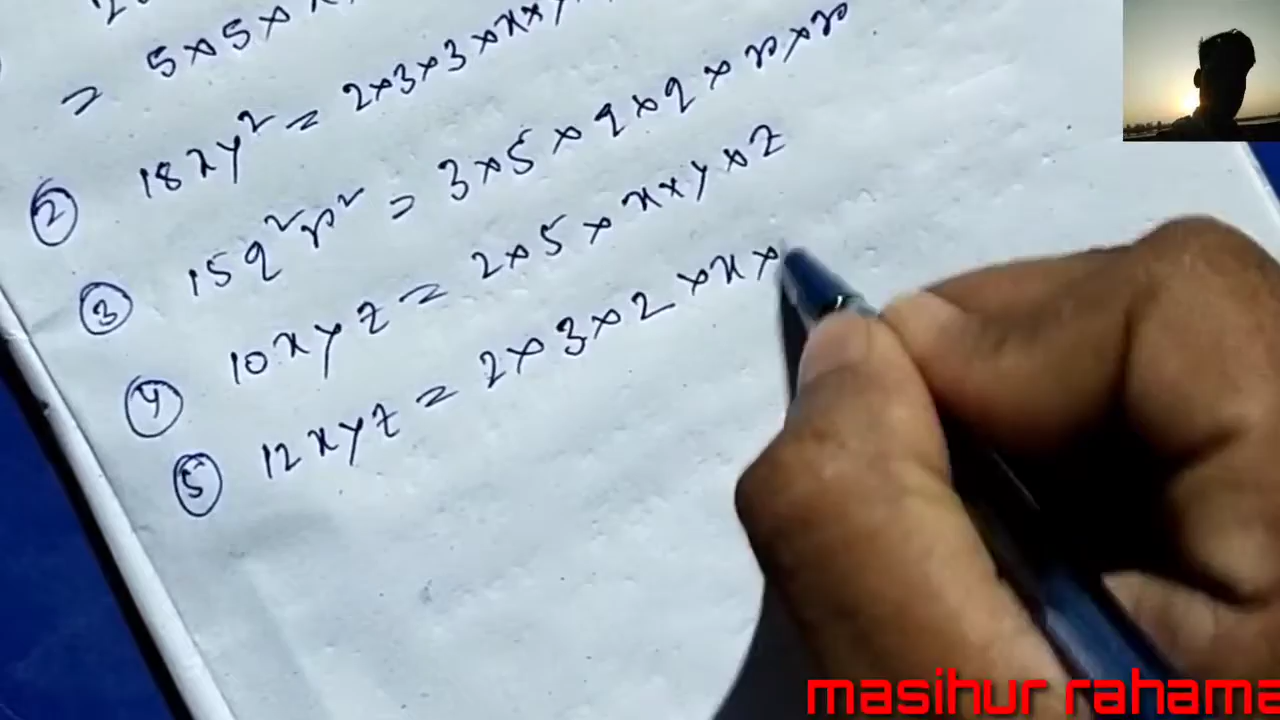 = 5×5×
② 18xy² = 2×3×3×x×y
③ 15q²r² = 3×5×q×q×r×r
④ 10xyz = 2×5×x×y×z
⑤ 12xyz = 2×3×2×x×
masihur rahama